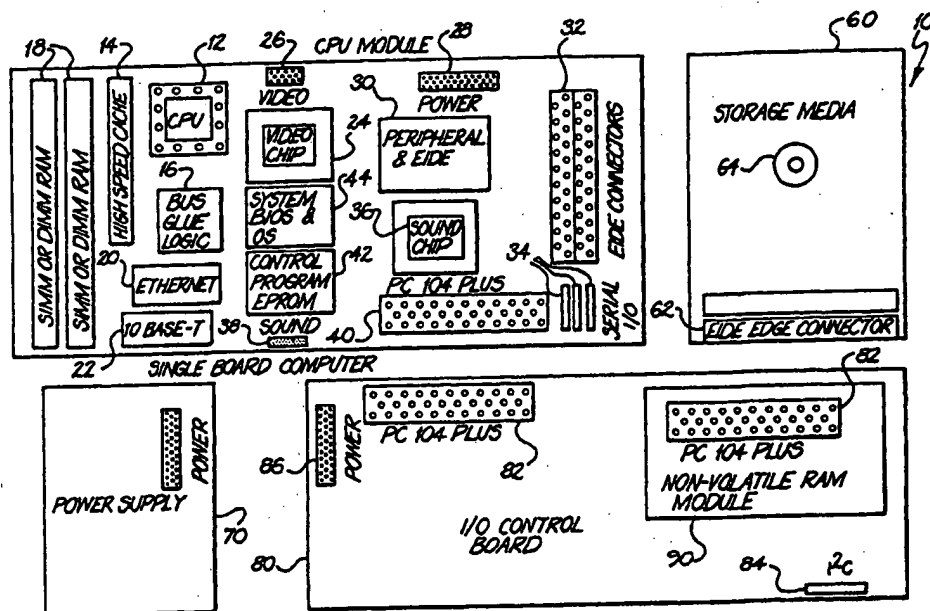 12
26
CPU MODULE
28
32
60
10
18
14
VIDEO
POWER
30
SIMM OR DIMM RAM
SIMM OR DIMM RAM
HIGH SPEED CACHE
CPU
VIDEO CHIP
24
PERIPHERAL & EIDE
EIDE CONNECTORS
STORAGE MEDIA
64
16
BUS GLUE LOGIC
44
SYSTEM BIOS & OS
36
SOUND CHIP
34
20
ETHERNET
CONTROL PROGRAM EPROM
42
PC 104 PLUS
SERIAL I/O
10 BASE-T
SOUND
38
40
62
EIDE EDGE CONNECTOR
22
SINGLE BOARD COMPUTER
82
POWER SUPPLY
POWER
70
86
POWER
PC 104 PLUS
82
PC 104 PLUS
NON-VOLATILE RAM MODULE
I/O CONTROL BOARD
80
90
84
I²C